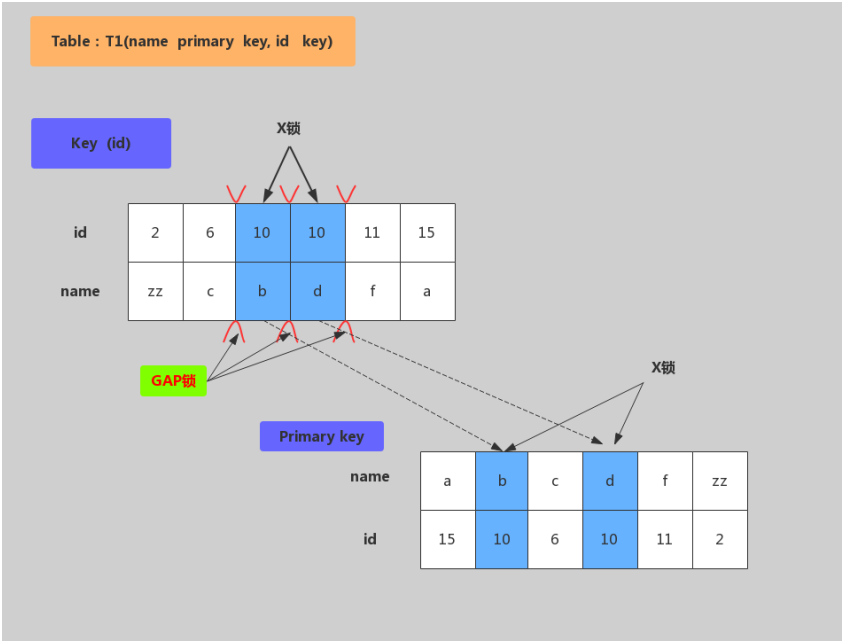 Table : T1(name primary key, id key)
X锁
Key (id)
id 2 6 10 10 11 15
name zz c b d f a
GAP锁
X锁
Primary key
name a b c d f zz
id 15 10 6 10 11 2